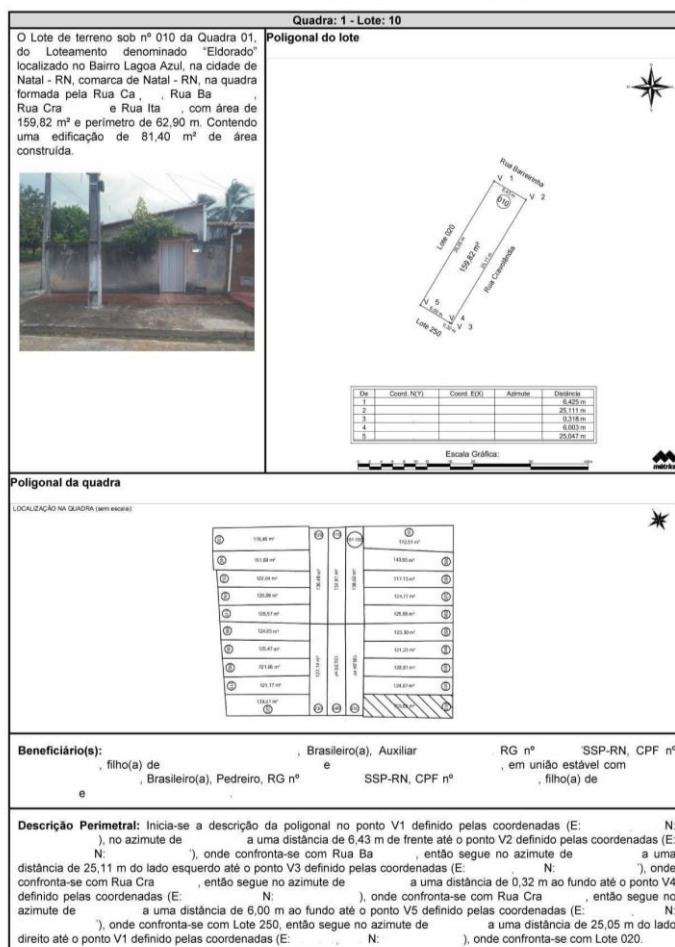 Quadra: 1 - Lote: 10
O Lote de terreno sob nº 010 da Quadra 01,
do Loteamento denominado "Eldorado"
localizado no Bairro Lagoa Azul, na cidade de
Natal - RN, comarca de Natal - RN, na quadra
formada pela Rua Ca , , Rua Ba ,
Rua Cra e Rua Ita , com área de
159,82 m² e perímetro de 62,90 m. Contendo
uma edificação de 81,40 m² de área
construída.
Poligonal do lote
Rua Barreirinha
V 1
6,43 m
V 2
010
Lote 020
159,82 m²
25,11 m
Rua Cravolândia
V 5
6,00 m
V 4
0,32 m
V 3
Lote 250
De Coord. N(Y) Coord. E(X) Azimute Distância
1 6,425 m
2 25,111 m
3 0,318 m
4 6,003 m
5 25,047 m
Escala Gráfica:
métrika
Poligonal da quadra
LOCALIZAÇÃO NA QUADRA (sem escala):
Beneficiário(s): , Brasileiro(a), Auxiliar RG nº SSP-RN, CPF nº
, filho(a) de e , em união estável com
, Brasileiro(a), Pedreiro, RG nº SSP-RN, CPF nº , filho(a) de
e .
Descrição Perimetral: Inicia-se a descrição da poligonal no ponto V1 definido pelas coordenadas (E: N:
), no azimute de a uma distância de 6,43 m de frente até o ponto V2 definido pelas coordenadas (E:
N: ), onde confronta-se com Rua Ba , então segue no azimute de a uma
distância de 25,11 m do lado esquerdo até o ponto V3 definido pelas coordenadas (E: N: ), onde
confronta-se com Rua Cra , então segue no azimute de a uma distância de 0,32 m ao fundo até o ponto V4
definido pelas coordenadas (E: N: ), onde confronta-se com Rua Cra , então segue no
azimute de a uma distância de 6,00 m ao fundo até o ponto V5 definido pelas coordenadas (E: N:
), onde confronta-se com Lote 250, então segue no azimute de a uma distância de 25,05 m do lado
direito até o ponto V1 definido pelas coordenadas (E: , N: ), onde confronta-se com Lote 020.